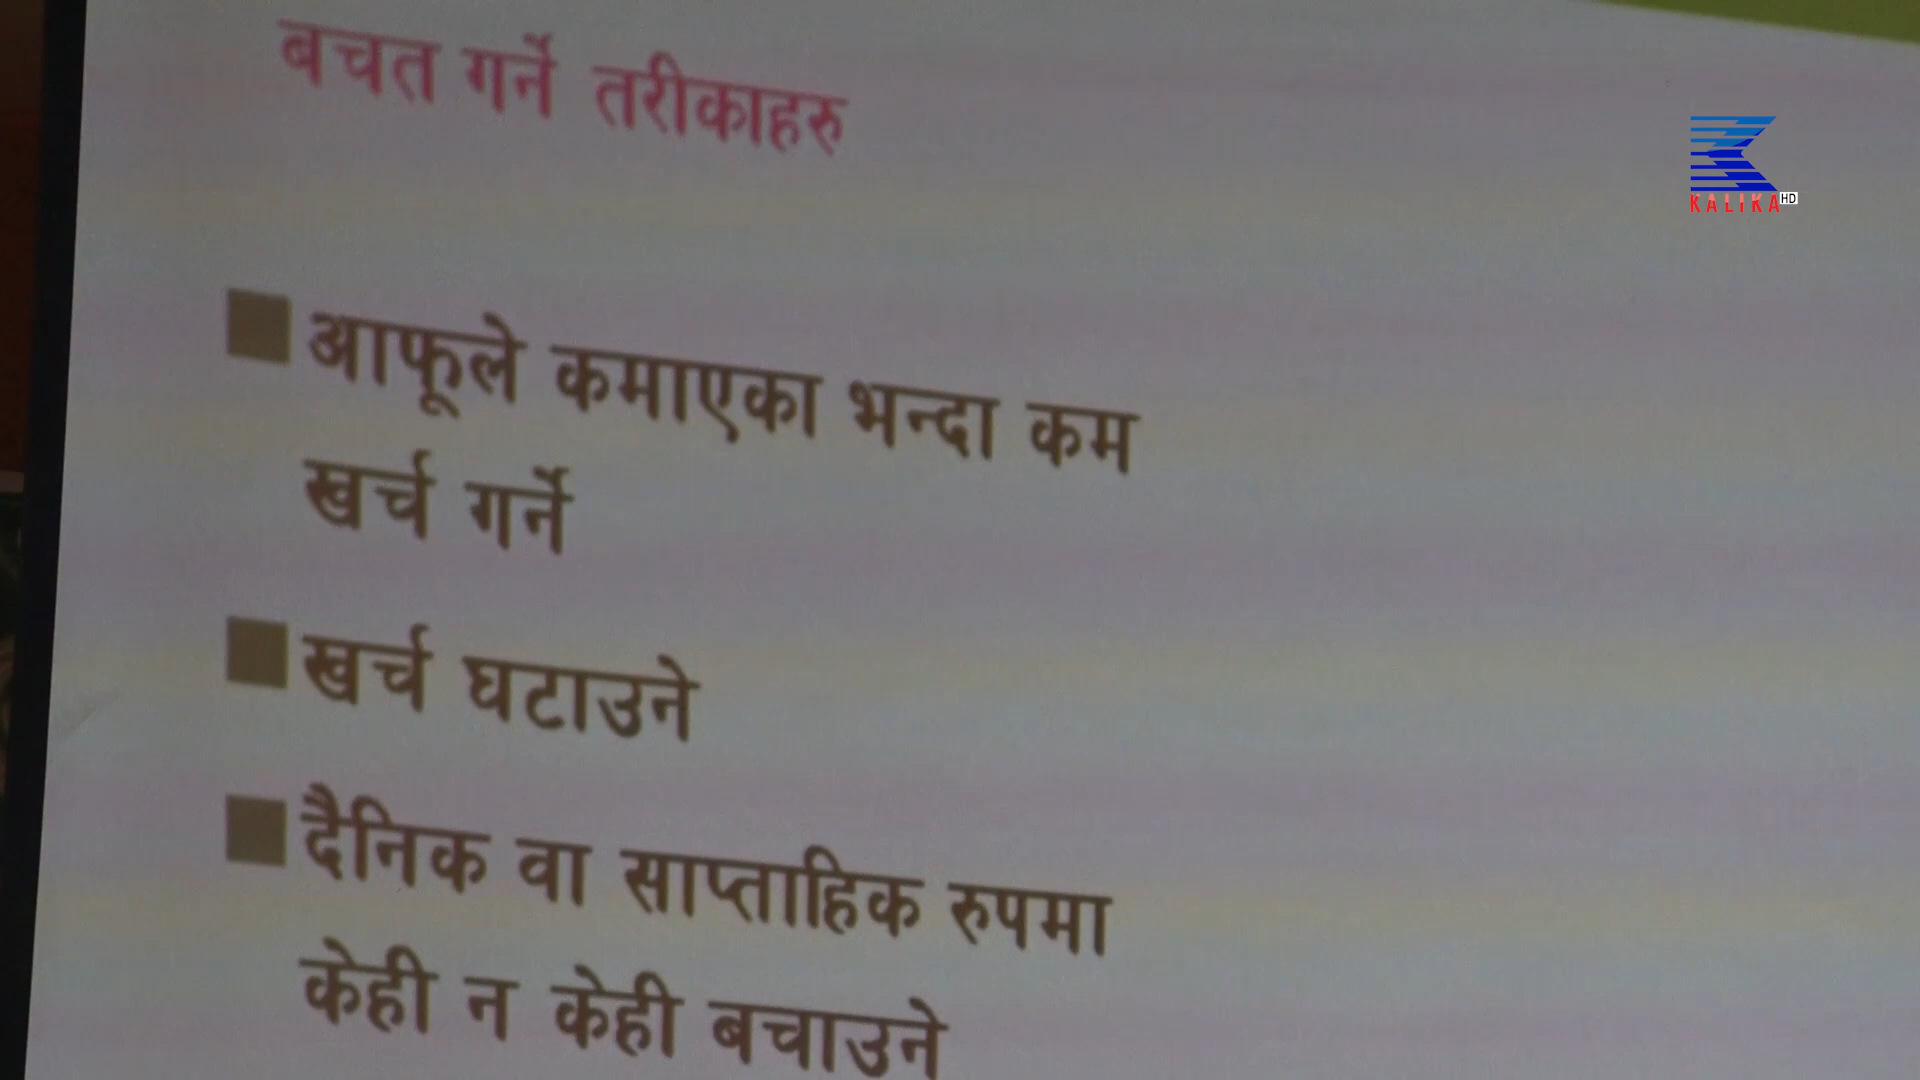 बचत गर्ने तरीकाहरु
KALIKA HD
आफूले कमाएका भन्दा कम
खर्च गर्ने
खर्च घटाउने
दैनिक वा साप्ताहिक रुपमा
केही न केही बचाउने